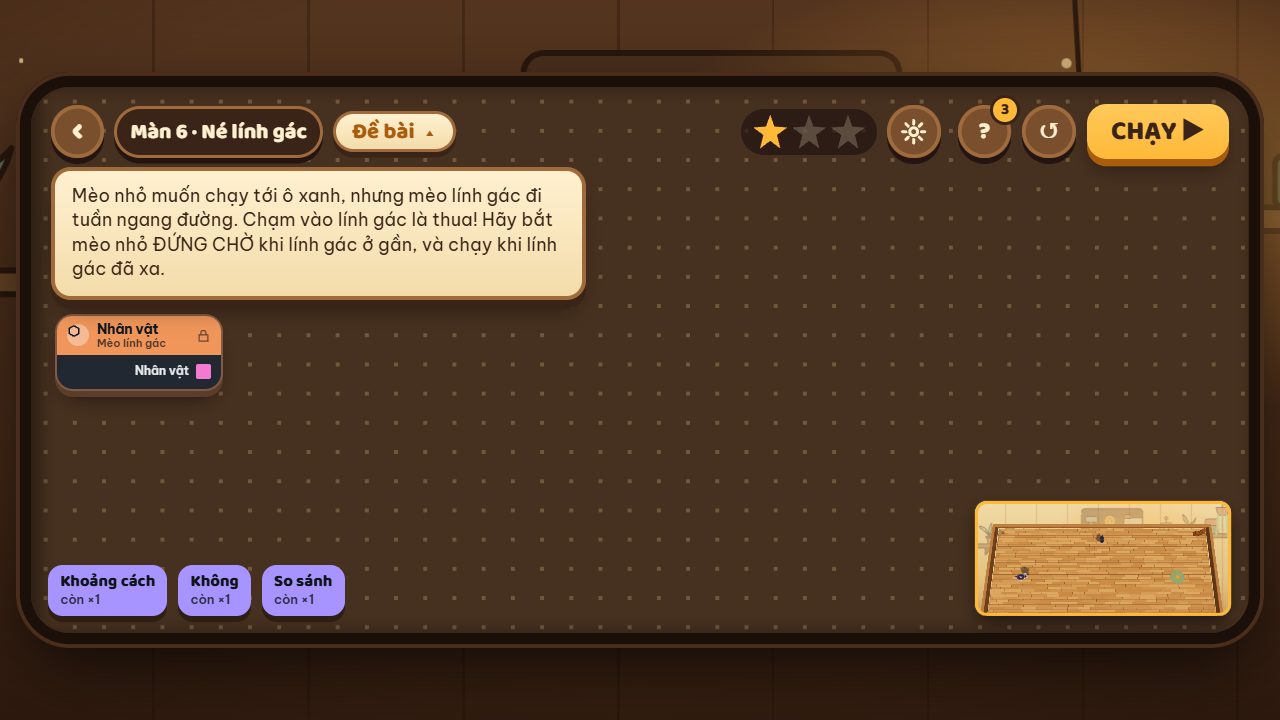 Màn 6 · Né lính gác
Đề bài
3
?
CHẠY
Mèo nhỏ muốn chạy tới ô xanh, nhưng mèo lính gác đi
tuần ngang đường. Chạm vào lính gác là thua! Hãy bắt
mèo nhỏ ĐỨNG CHỜ khi lính gác ở gần, và chạy khi lính
gác đã xa.
Nhân vật
Mèo lính gác
Nhân vật
Khoảng cách
còn ×1
Không
còn ×1
So sánh
còn ×1